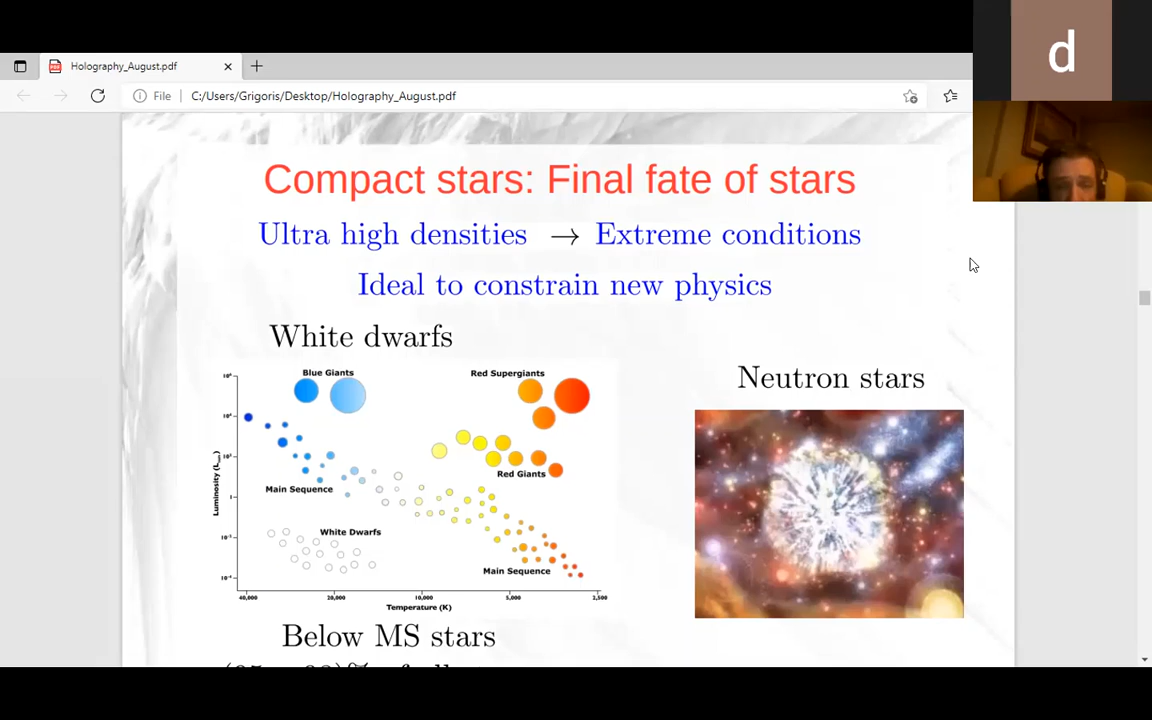 d
Holography_August.pdf
File
C:/Users/Grigoris/Desktop/Holography_August.pdf
Compact stars: Final fate of stars
Ultra high densities → Extreme conditions
Ideal to constrain new physics
White dwarfs
Neutron stars
Blue Giants
Red Supergiants
Red Giants
Main Sequence
White Dwarfs
Main Sequence
1
40,000 20,000 10,000 5,000 2,500
Temperature (K)
Below MS stars